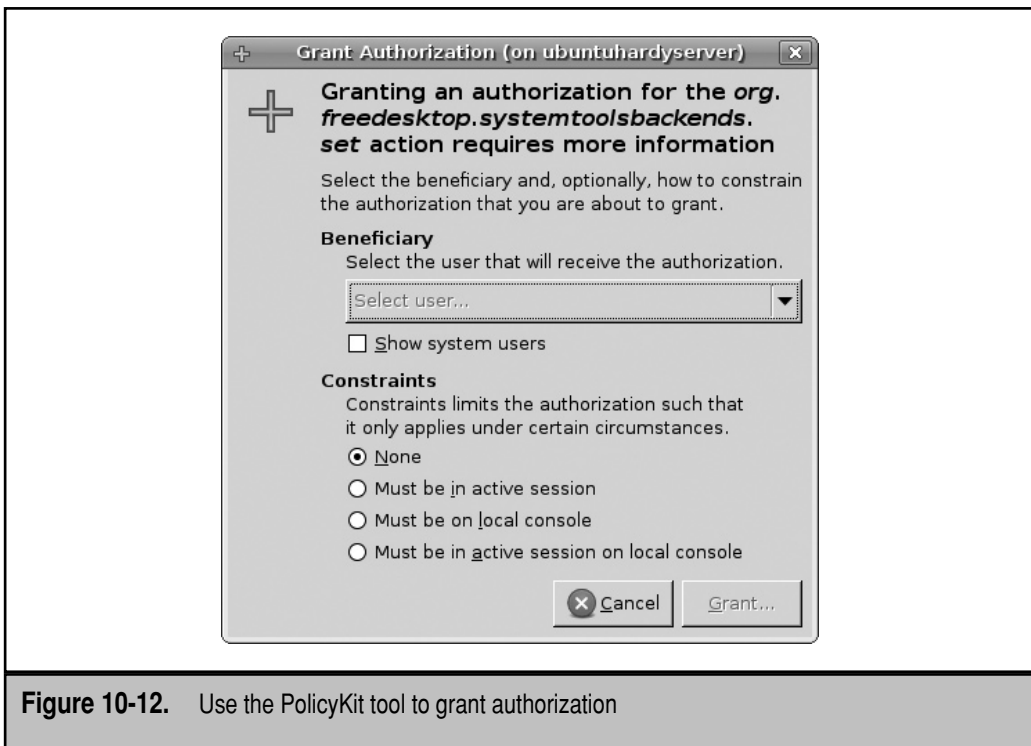 Grant Authorization (on ubuntuhardyserver)
Granting an authorization for the org.
freedesktop.systemtoolsbackends.
set action requires more information
Select the beneficiary and, optionally, how to constrain
the authorization that you are about to grant.
Beneficiary
Select the user that will receive the authorization.
Select user...
Show system users
Constraints
Constraints limits the authorization such that
it only applies under certain circumstances.
None
Must be in active session
Must be on local console
Must be in active session on local console
Cancel
Grant...
Figure 10-12. Use the PolicyKit tool to grant authorization